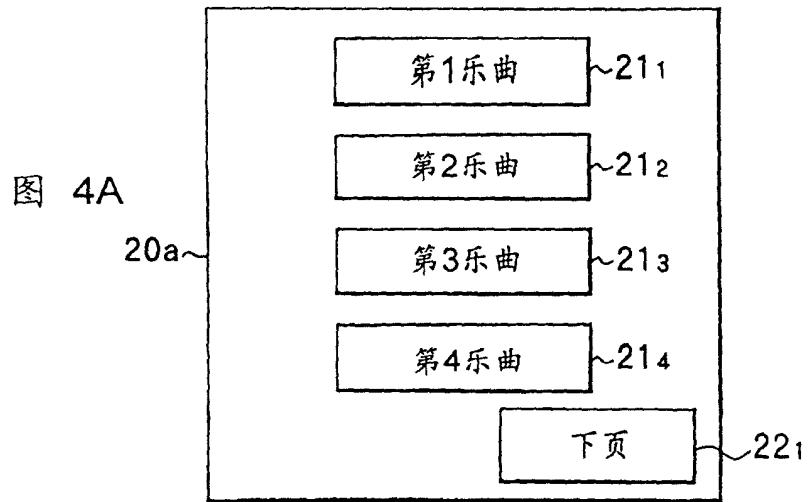 第1乐曲 21₁
第2乐曲 21₂
图 4A
20a
第3乐曲 21₃
第4乐曲 21₄
下页 22₁